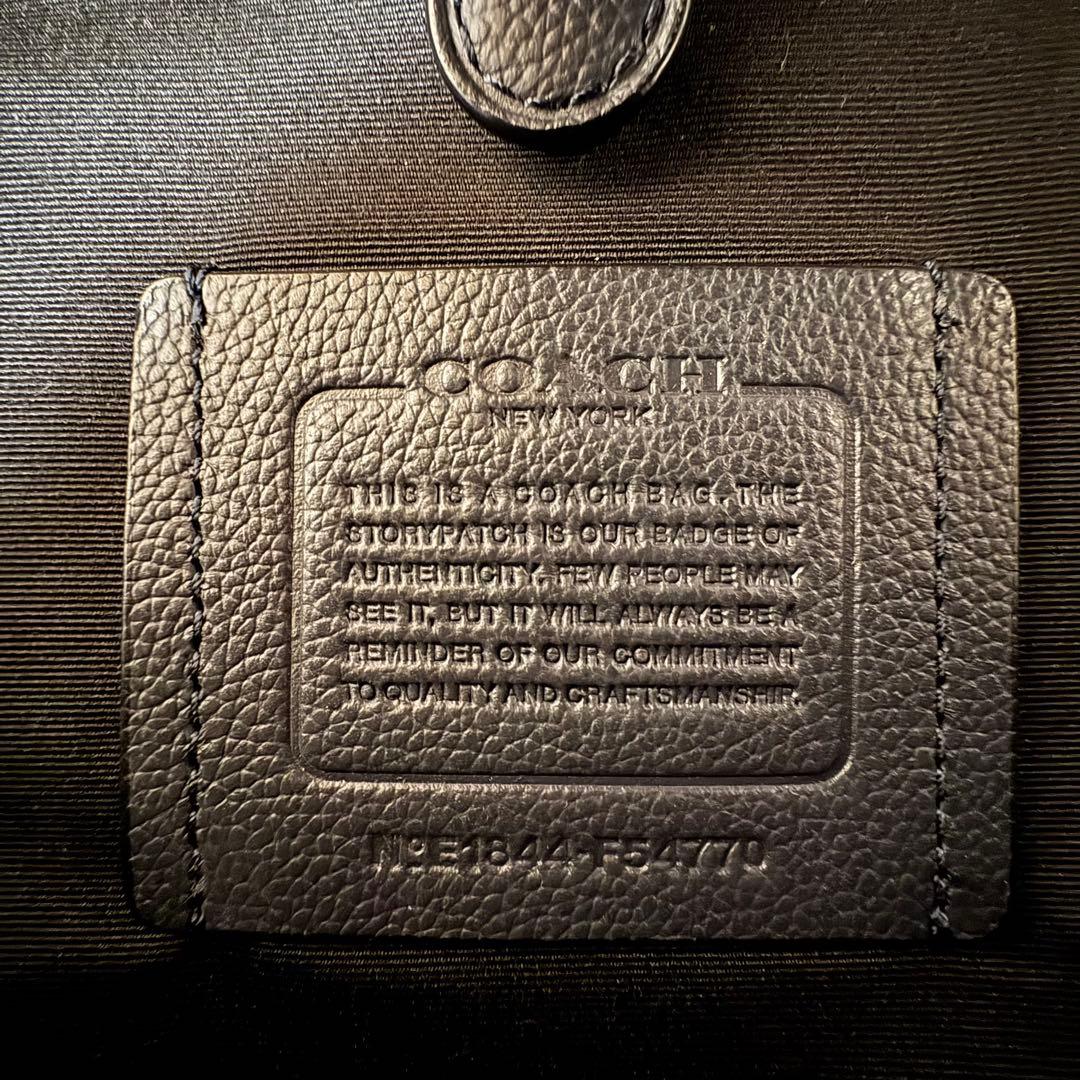 COACH
NEW YORK
THIS IS A COACH BAG. THE
STORYPATCH IS OUR BADGE OF
AUTHENTICITY. FEW PEOPLE MAY
SEE IT, BUT IT WILL ALWAYS BE A
REMINDER OF OUR COMMITMENT
TO QUALITY AND CRAFTSMANSHIP.
Nº E1844-F54770